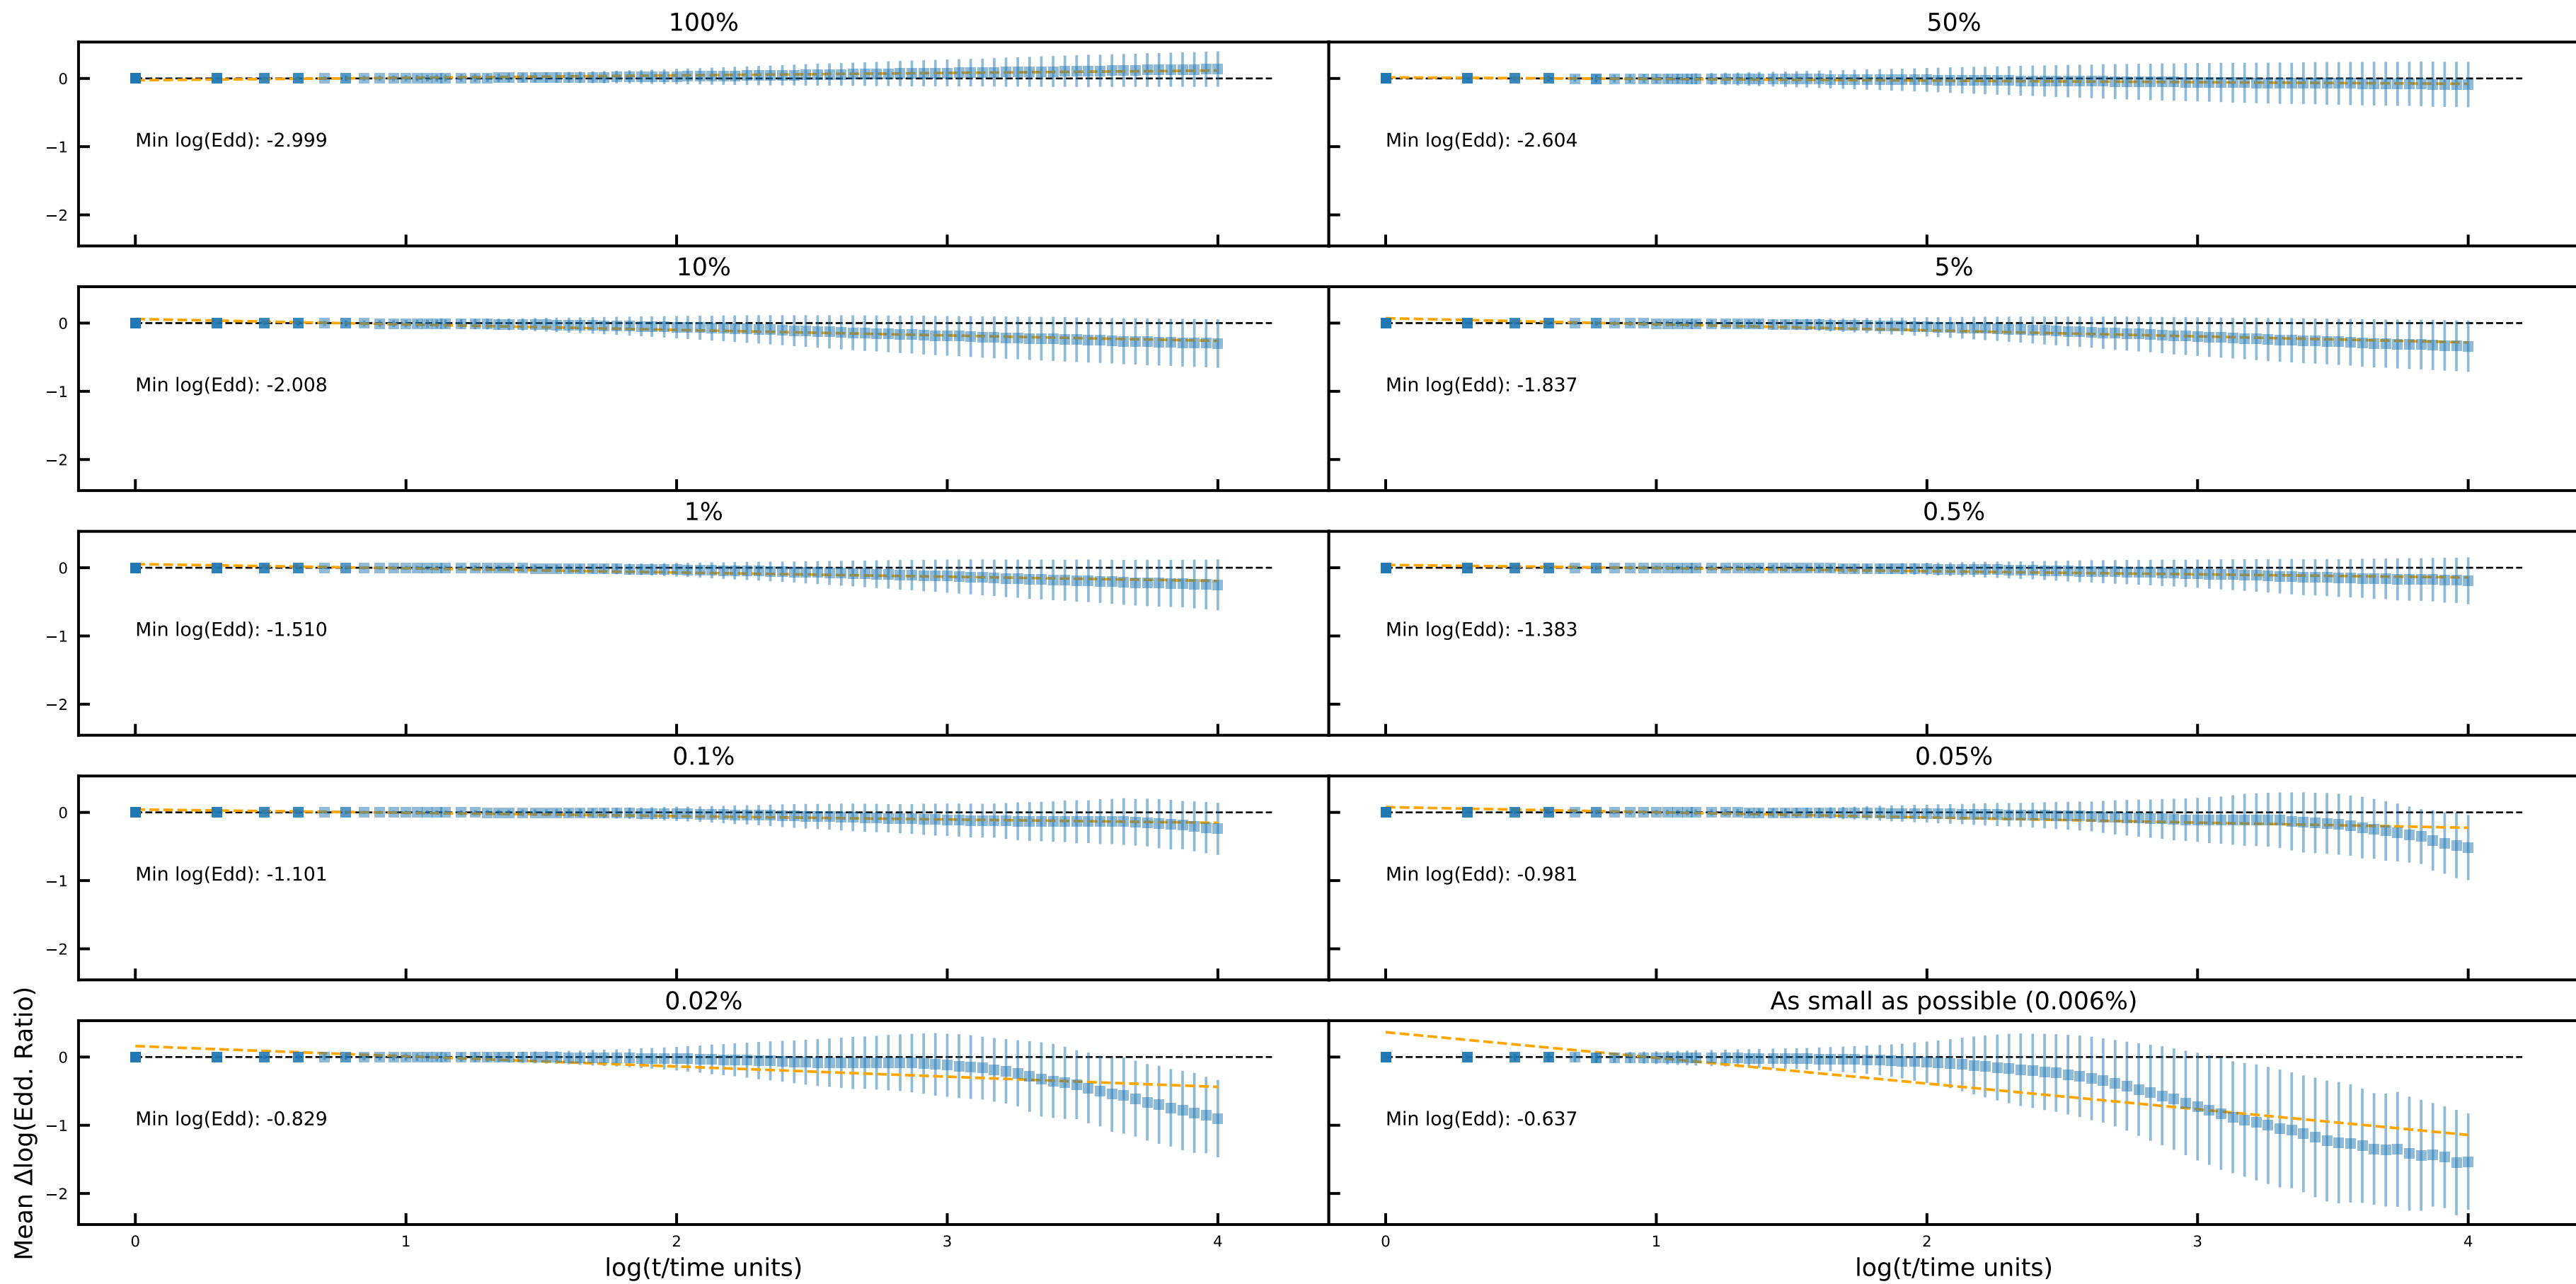 100%
50%
0
−1
−2
Min log(Edd): -2.999
Min log(Edd): -2.604
10%
5%
0
−1
−2
Min log(Edd): -2.008
Min log(Edd): -1.837
1%
0.5%
0
−1
−2
Min log(Edd): -1.510
Min log(Edd): -1.383
0.1%
0.05%
0
−1
−2
Min log(Edd): -1.101
Min log(Edd): -0.981
0.02%
As small as possible (0.006%)
0
−1
−2
Min log(Edd): -0.829
Min log(Edd): -0.637
Mean Δlog(Edd. Ratio)
0 1 2 3 4
0 1 2 3 4
log(t/time units)
log(t/time units)